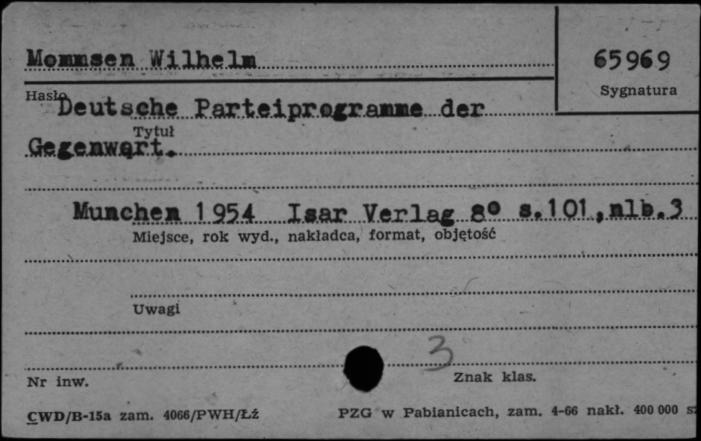 Mommsen Wilhelm
65969
Hasło
Sygnatura
Deutsche Parteiprogramme der
Tytuł
Gegenwart.
Munchen 1954 Isar Verlag 8° s.101,nlb.3
Miejsce, rok wyd., nakładca, format, objętość
Uwagi
3
Nr inw.
Znak klas.
CWD/B-15a zam. 4066/PWH/Łź
PZG w Pabianicach, zam. 4-66 nakł. 400 000